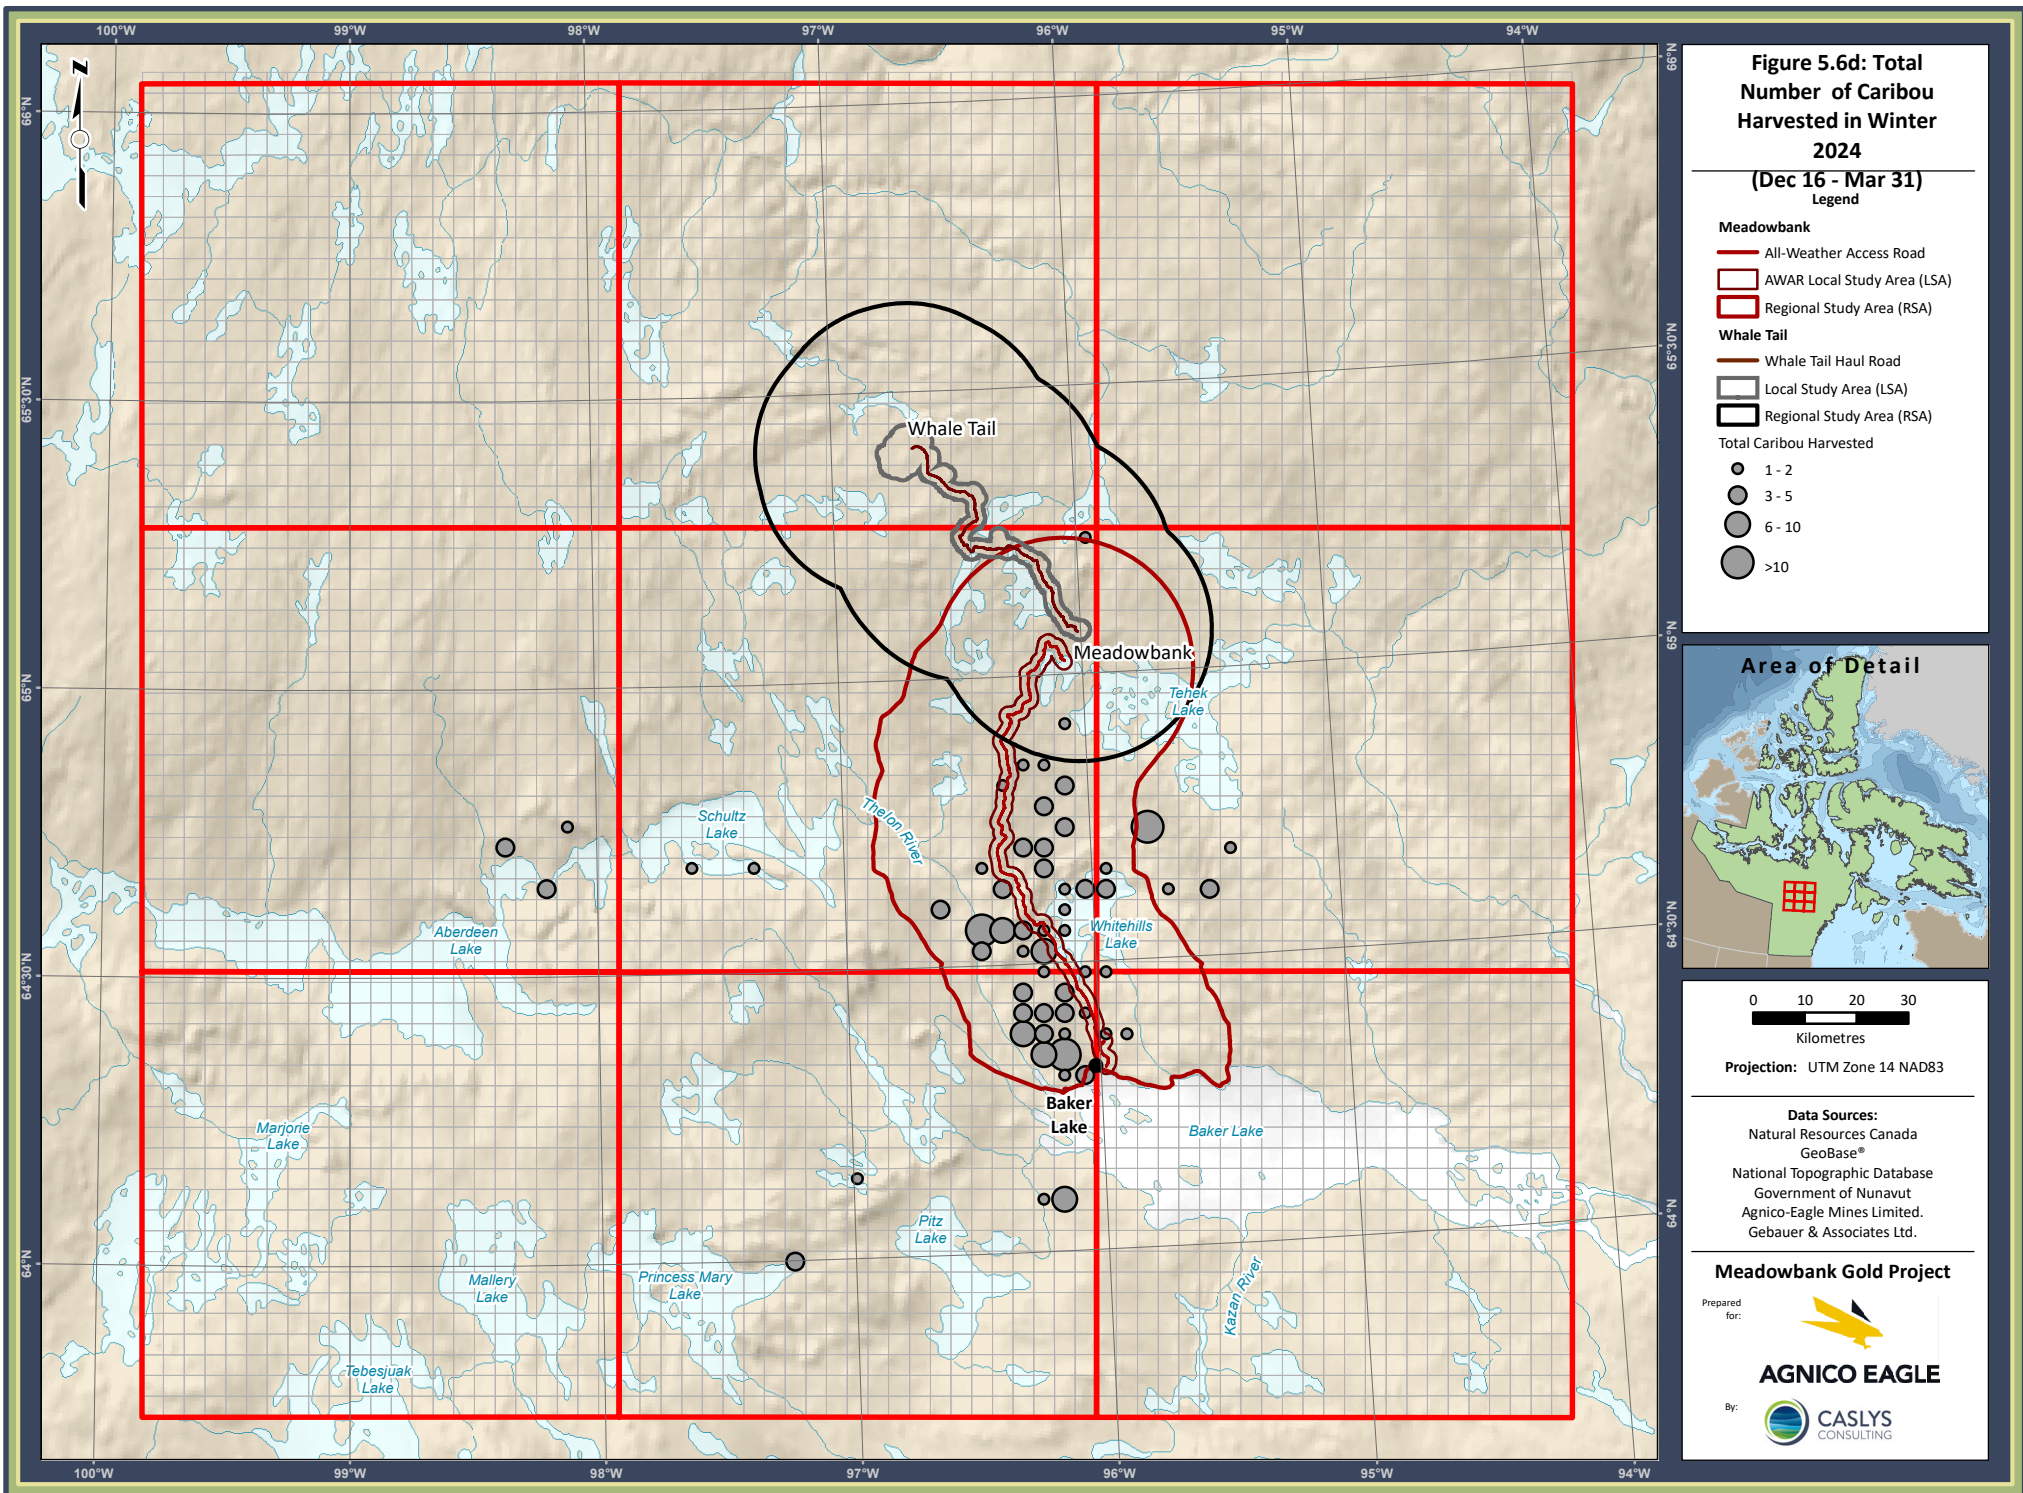 100°W
99°W
98°W
97°W
96°W
95°W
94°W
66°N
65°30'N
65°N
64°30'N
64°N
66°N
65°30'N
65°N
64°30'N
64°N
100°W
99°W
98°W
97°W
96°W
95°W
94°W
N
Whale Tail
Meadowbank
Tehek
Lake
Schultz
Lake
Thelon River
Aberdeen
Lake
Whitehills
Lake
Baker
Lake
Baker Lake
Marjorie
Lake
Pitz
Lake
Mallery
Lake
Princess Mary
Lake
Kazan River
Tebesjuak
Lake
Figure 5.6d: Total
Number of Caribou
Harvested in Winter
2024
(Dec 16 - Mar 31)
Legend
Meadowbank
All-Weather Access Road
AWAR Local Study Area (LSA)
Regional Study Area (RSA)
Whale Tail
Whale Tail Haul Road
Local Study Area (LSA)
Regional Study Area (RSA)
Total Caribou Harvested
1 - 2
3 - 5
6 - 10
>10
Area of Detail
0 10 20 30
Kilometres
Projection: UTM Zone 14 NAD83
Data Sources:
Natural Resources Canada
GeoBase®
National Topographic Database
Government of Nunavut
Agnico-Eagle Mines Limited.
Gebauer & Associates Ltd.
Meadowbank Gold Project
Prepared
for:
AGNICO EAGLE
By:
CASLYS
CONSULTING